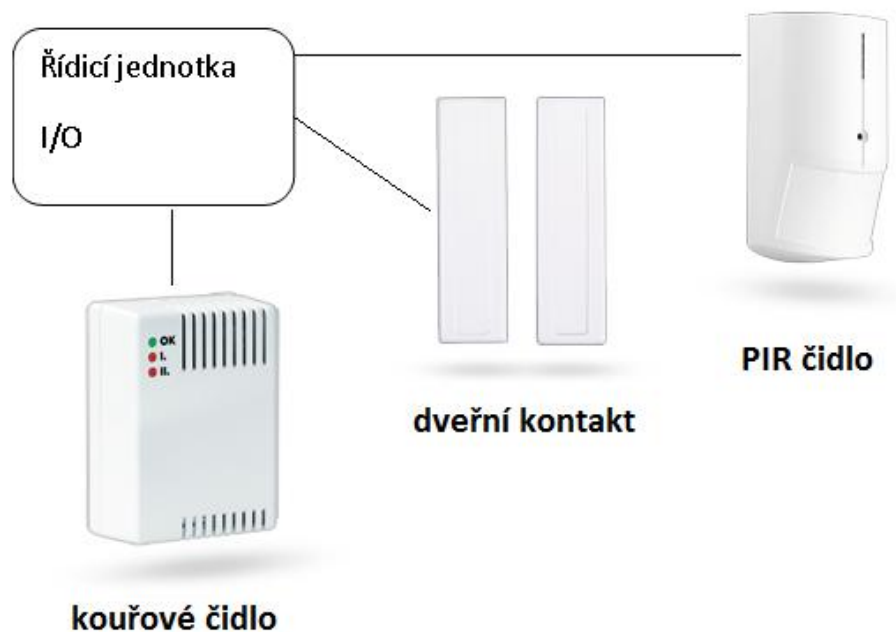 Řídicí jednotka
I/O
OK
I.
II.
PIR čidlo
dveřní kontakt
kouřové čidlo